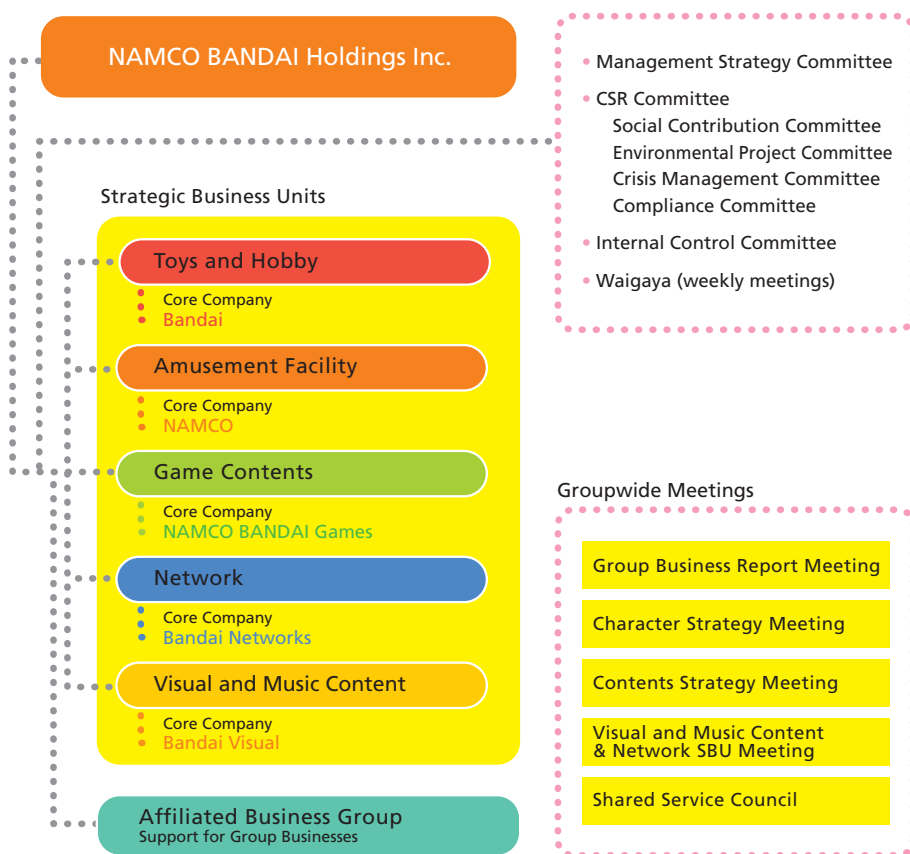 NAMCO BANDAI Holdings Inc.
• Management Strategy Committee
• CSR Committee
Social Contribution Committee
Environmental Project Committee
Crisis Management Committee
Compliance Committee
• Internal Control Committee
• Waigaya (weekly meetings)
Strategic Business Units
Toys and Hobby
Core Company
Bandai
Amusement Facility
Core Company
NAMCO
Game Contents
Core Company
NAMCO BANDAI Games
Network
Core Company
Bandai Networks
Visual and Music Content
Core Company
Bandai Visual
Affiliated Business Group
Support for Group Businesses
Groupwide Meetings
Group Business Report Meeting
Character Strategy Meeting
Contents Strategy Meeting
Visual and Music Content
& Network SBU Meeting
Shared Service Council